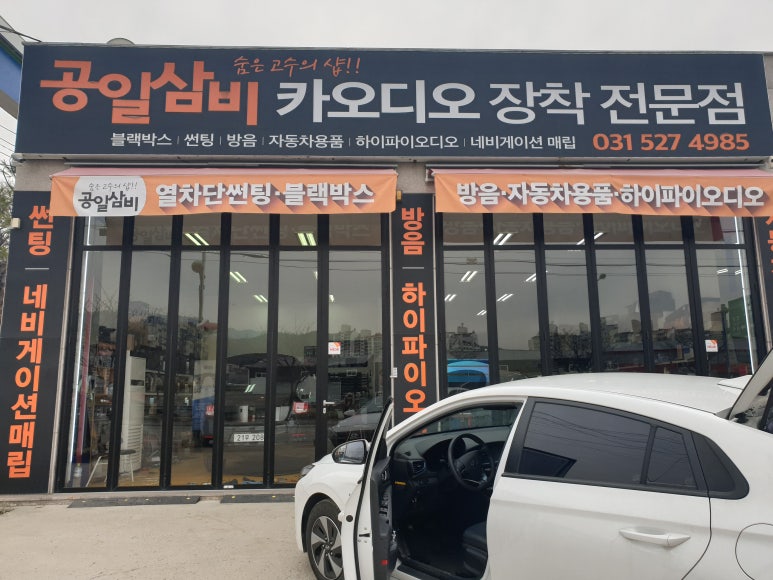 숨은 고수의 샵!!
공일삼비 카오디오 장착 전문점
블랙박스 | 썬팅 | 방음 | 자동차용품 | 하이파이오디오 | 네비게이션 매립 031 527 4985
숨은 고수의 샵!!
공일삼비
열차단썬팅·블랙박스
방음·자동차용품·하이파이오디오
썬팅 | 네비게이션매립
방음 | 하이파이오